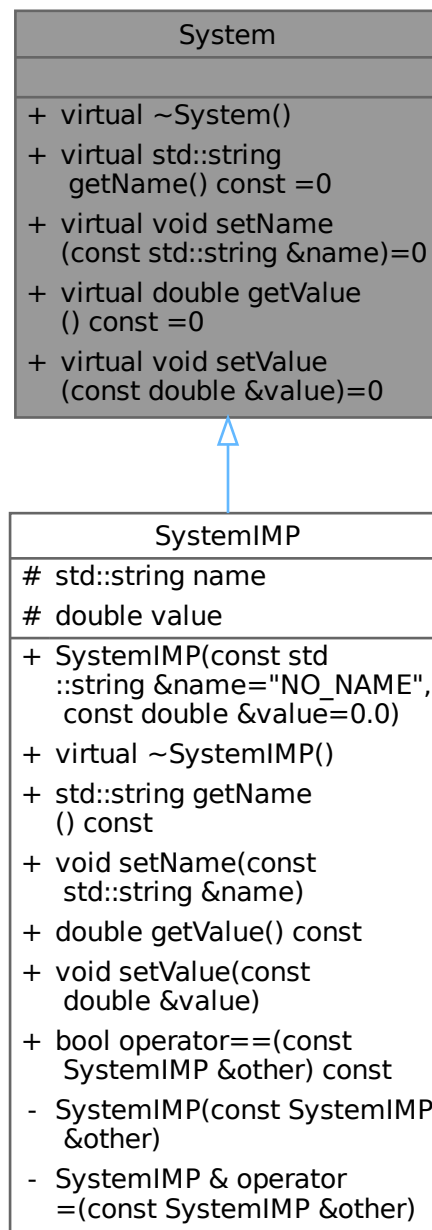 System
+ virtual ~System()
+ virtual std::string
getName() const =0
+ virtual void setName
(const std::string &name)=0
+ virtual double getValue
() const =0
+ virtual void setValue
(const double &value)=0
SystemIMP
# std::string name
# double value
+ SystemIMP(const std
::string &name="NO_NAME",
const double &value=0.0)
+ virtual ~SystemIMP()
+ std::string getName
() const
+ void setName(const
std::string &name)
+ double getValue() const
+ void setValue(const
double &value)
+ bool operator==(const
SystemIMP &other) const
- SystemIMP(const SystemIMP
&other)
- SystemIMP & operator
=(const SystemIMP &other)